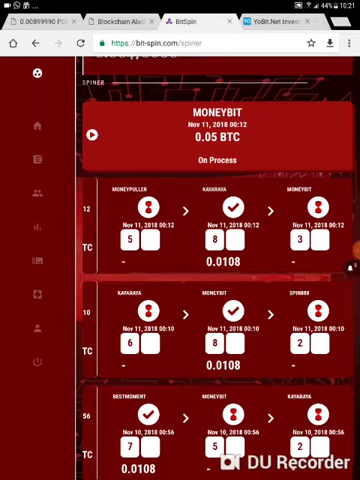 44% 10:21
0.00899990 PO
Blockchain Alad
BitSpin
YoBit.Net Invest
https://bit-spin.com/spiner
SPINER
MONEYBIT
Nov 11, 2018 00:12
0.05 BTC
On Process
MONEYPULLER KAYARAYA MONEYBIT
12
Nov 11, 2018 00:12 Nov 11, 2018 00:12 Nov 11, 2018 00:12
5 8 3
TC
- 0.0108 -
KAYARAYA MONEYBIT SPIN888
10
Nov 11, 2018 00:10 Nov 11, 2018 00:10 Nov 11, 2018 00:10
6 8 2
TC
- 0.0108 -
BESTMOMENT MONEYBIT KAYARAYA
56
Nov 10, 2018 00:56 Nov 10, 2018 00:56 Nov 10, 2018 00:56
7 5 2
TC
0.0108 -
DU Recorder